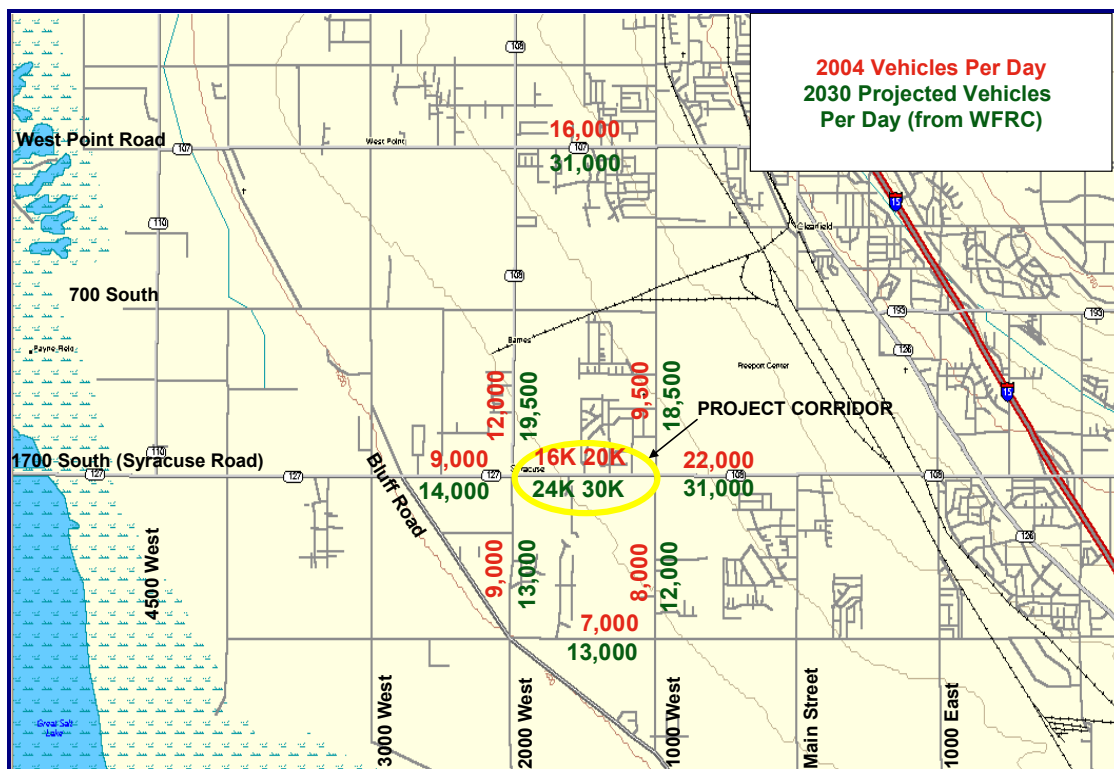 2004 Vehicles Per Day
2030 Projected Vehicles
Per Day (from WFRC)
108
16,000
West Point Road
107
West Point
107
31,000
15
110
Clearfield
108
700 South
193
193
Barnes
126
Payne Field
Freeport Center
15
12,000
19,500
9,500
18,500
PROJECT CORRIDOR
110
1700 South (Syracuse Road)
9,000
16K 20K
22,000
127
127
127
Syracuse
108
108
14,000
24K 30K
31,000
Bluff Road
126
9,000
13,000
8,000
12,000
4500 West
7,000
13,000
Great Salt
Lake
3000 West
2000 West
1000 West
Main Street
1000 East